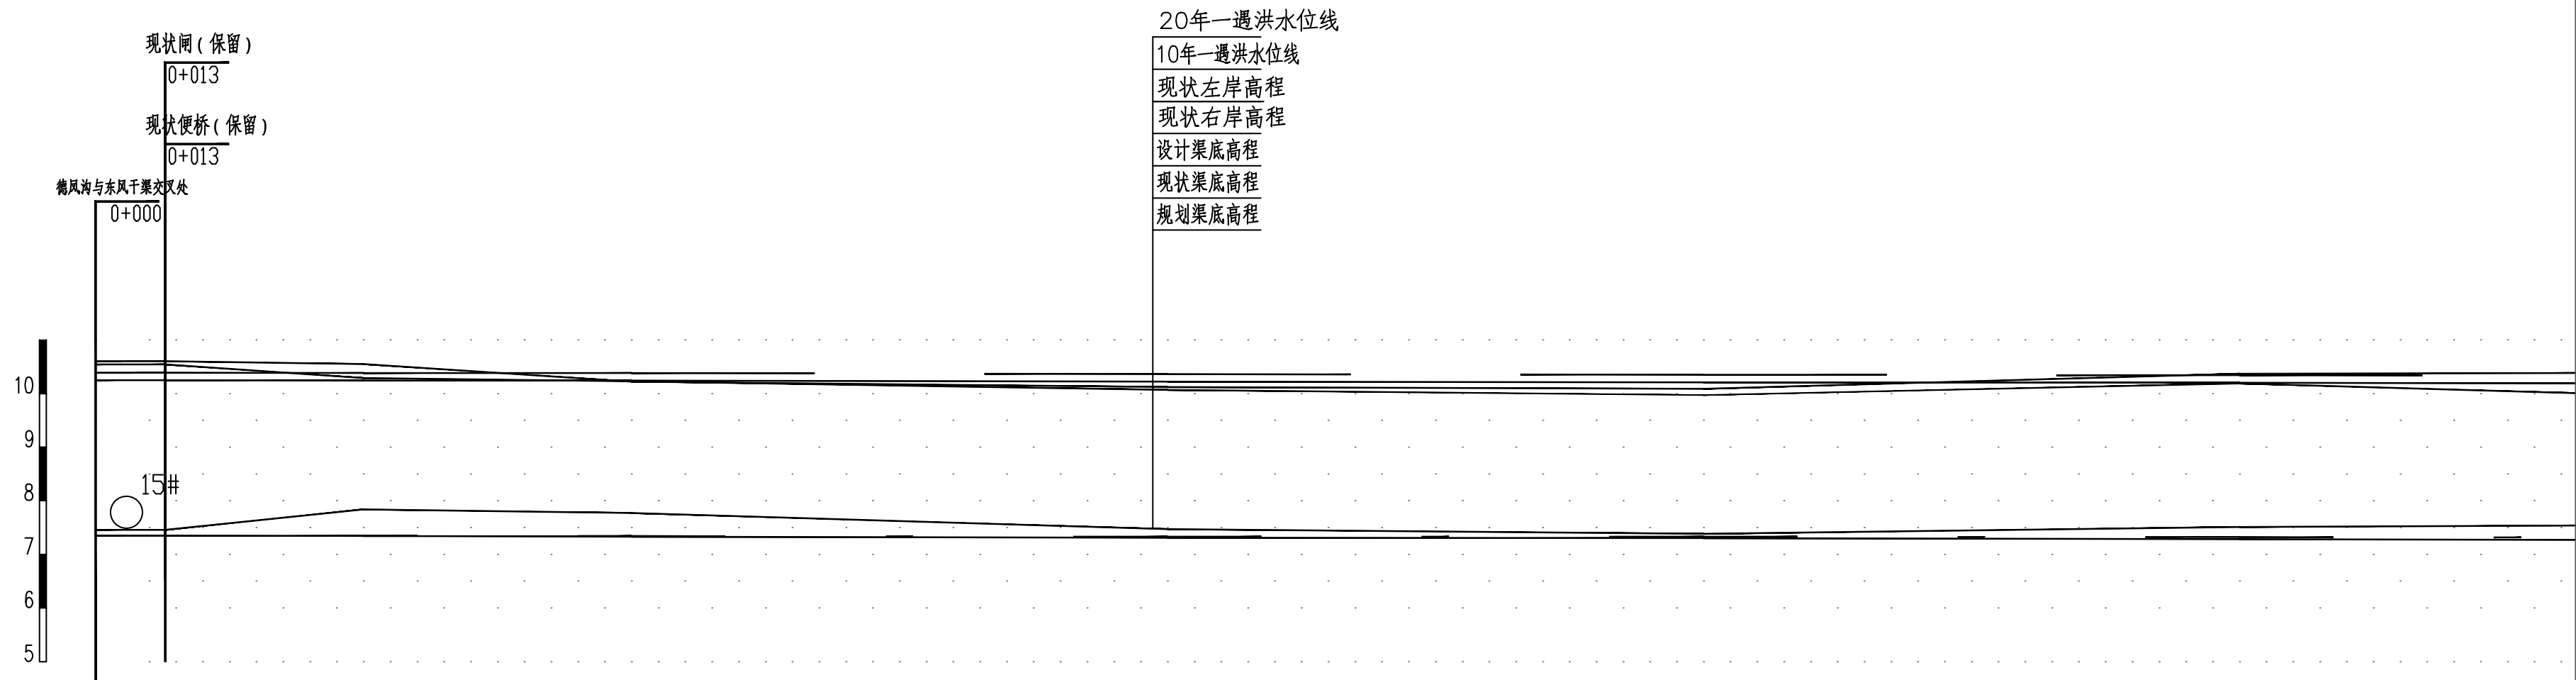 20年一遇洪水位线
10年一遇洪水位线
现状左岸高程
现状右岸高程
设计渠底高程
现状渠底高程
规划渠底高程
现状闸(保留)
0+013
现状便桥(保留)
0+013
德凤沟与东风干渠交叉处
0+000
10
9
8
7
6
5
15#